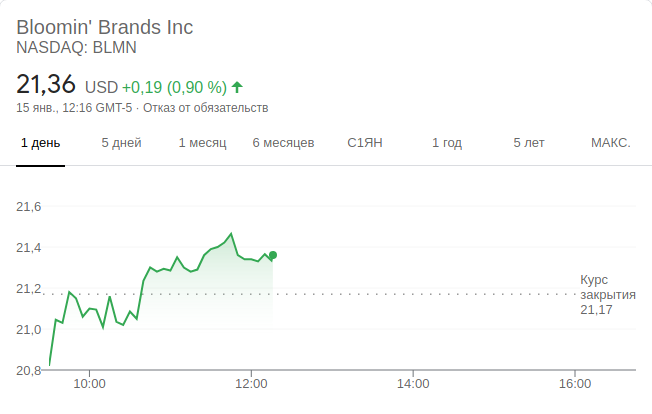 Bloomin' Brands Inc
NASDAQ: BLMN
21,36 USD +0,19 (0,90 %)
15 янв., 12:16 GMT-5 · Отказ от обязательств
1 день 5 дней 1 месяц 6 месяцев С1ЯН 1 год 5 лет МАКС.
21,6
21,4
21,2
21,0
20,8
Курс
закрытия
21,17
10:00 12:00 14:00 16:00